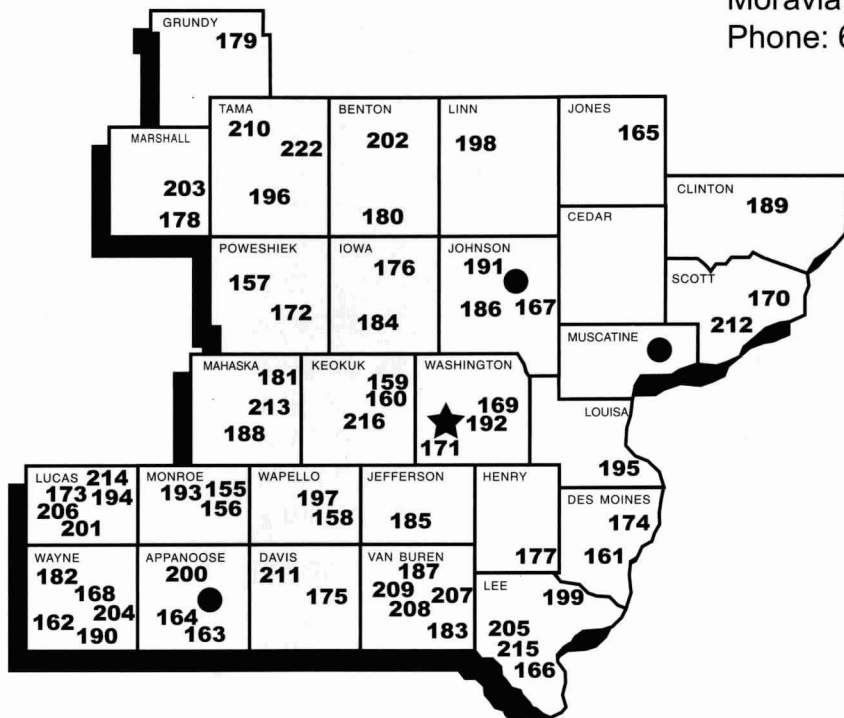 Moravia
Phone: 6
GRUNDY
179
TAMA
210
222
196
BENTON
202
180
LINN
198
JONES
165
MARSHALL
203
178
CLINTON
189
CEDAR
POWESHIEK
157
172
IOWA
176
184
JOHNSON
191
186
167
SCOTT
170
212
MUSCATINE
MAHASKA
181
213
188
KEOKUK
159
160
216
WASHINGTON
169
192
171
LOUISA
195
LUCAS
214
173
194
206
201
MONROE
193
155
156
WAPELLO
197
158
JEFFERSON
185
HENRY
177
DES MOINES
174
161
WAYNE
182
168
204
162
190
APPANOOSE
200
164
163
DAVIS
211
175
VAN BUREN
187
209
207
208
183
LEE
199
205
215
166